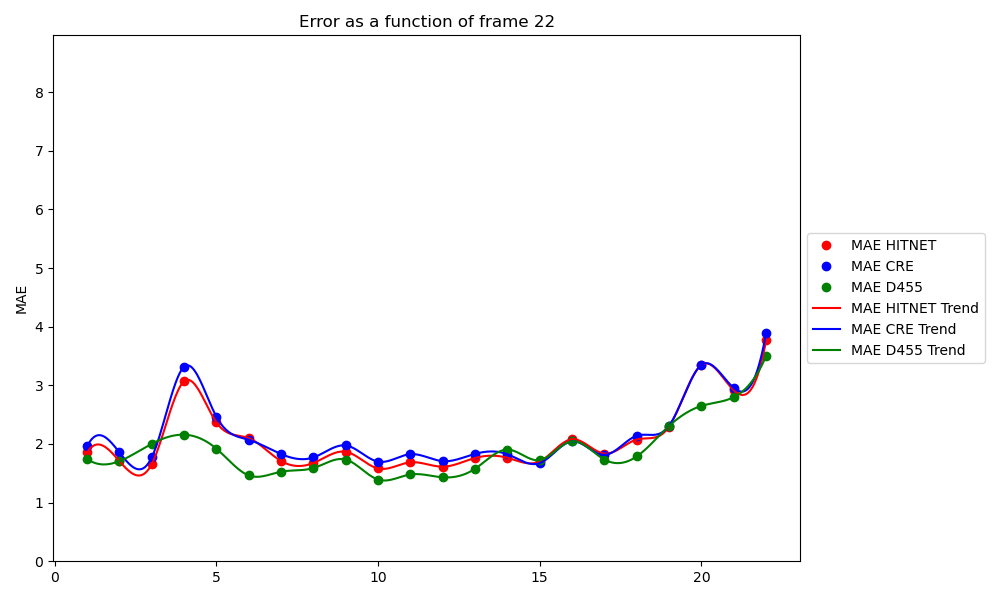 Error as a function of frame 22
MAE
8
7
6
5
4
3
2
1
0
0 5 10 15 20
MAE HITNET
MAE CRE
MAE D455
MAE HITNET Trend
MAE CRE Trend
MAE D455 Trend